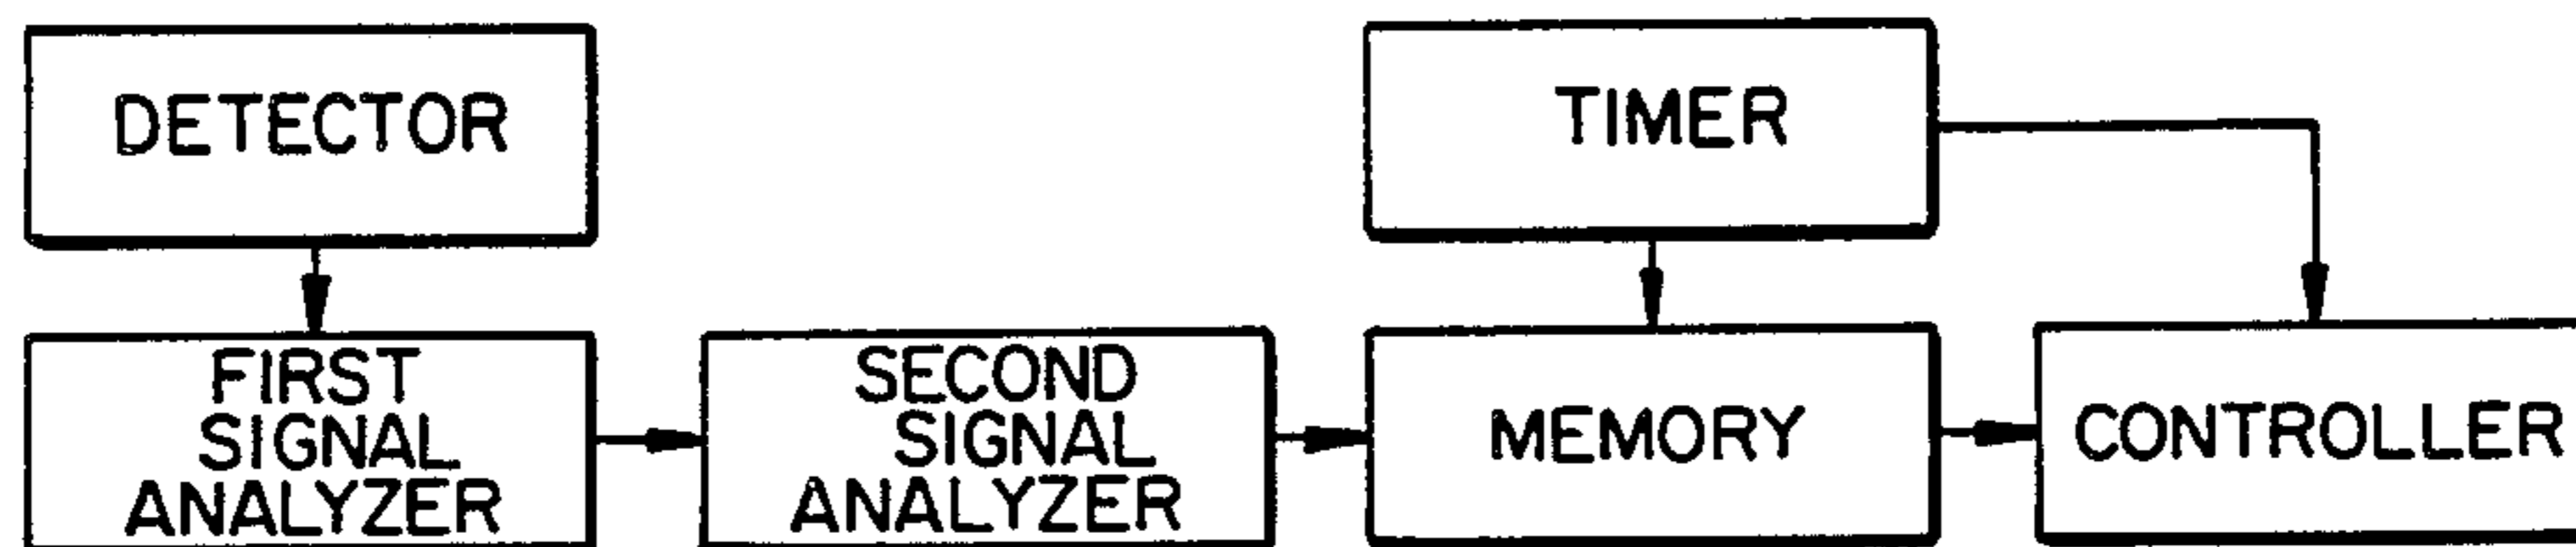 DETECTOR
TIMER
FIRST
SIGNAL
ANALYZER
SECOND
SIGNAL
ANALYZER
MEMORY
CONTROLLER